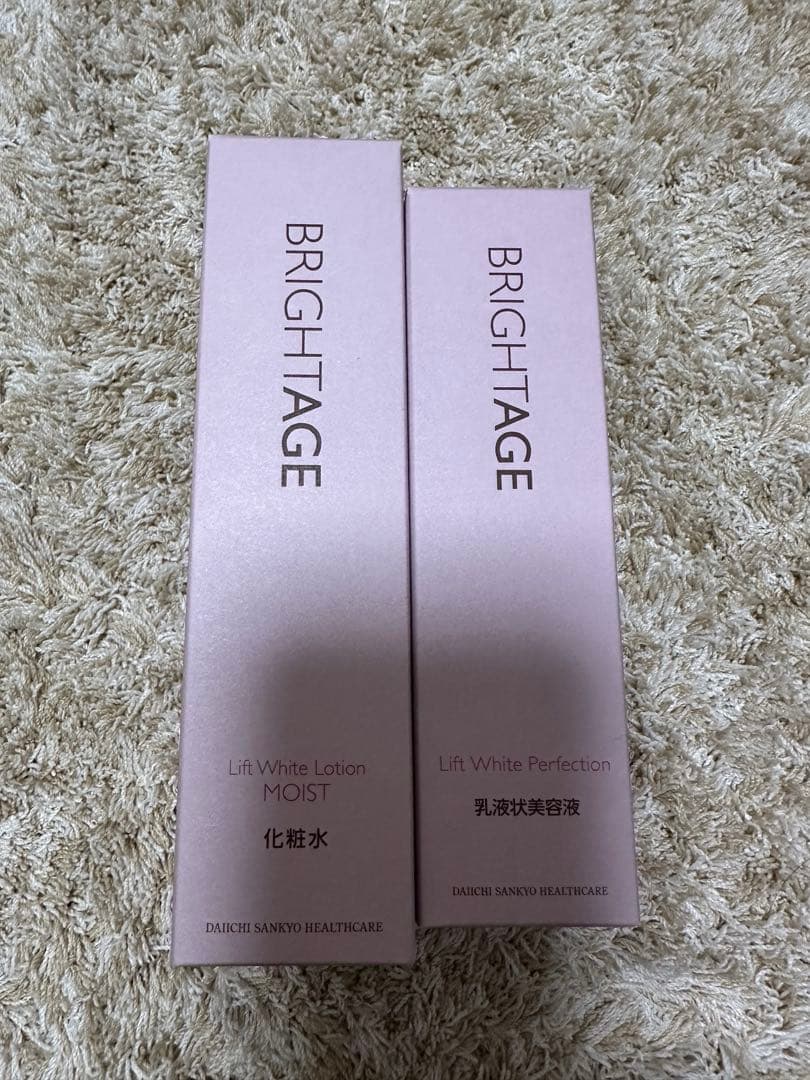 BRIGHTAGE
Lift White Lotion
MOIST
化粧水
DAIICHI SANKYO HEALTHCARE
BRIGHTAGE
Lift White Perfection
乳液状美容液
DAIICHI SANKYO HEALTHCARE